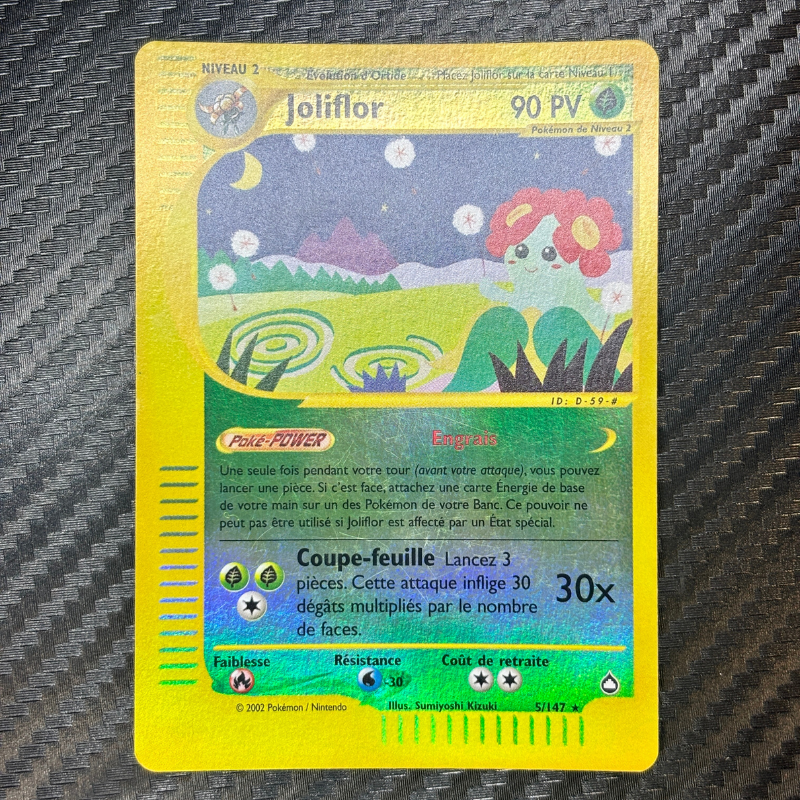 NIVEAU 2
Évolution d'Ortide Placez Joliflor sur la carte Niveau 1
Joliflor 90 PV
Pokémon de Niveau 2
ID: D-59-#
Poké-POWER Engrais
Une seule fois pendant votre tour (avant votre attaque), vous pouvez
lancer une pièce. Si c'est face, attachez une carte Énergie de base
de votre main sur un des Pokémon de votre Banc. Ce pouvoir ne
peut pas être utilisé si Joliflor est affecté par un État spécial.
Coupe-feuille Lancez 3
pièces. Cette attaque inflige 30
dégâts multipliés par le nombre
de faces.
30x
Faiblesse Résistance Coût de retraite
-30
© 2002 Pokémon / Nintendo Illus. Sumiyoshi Kizuki 5/147 ★